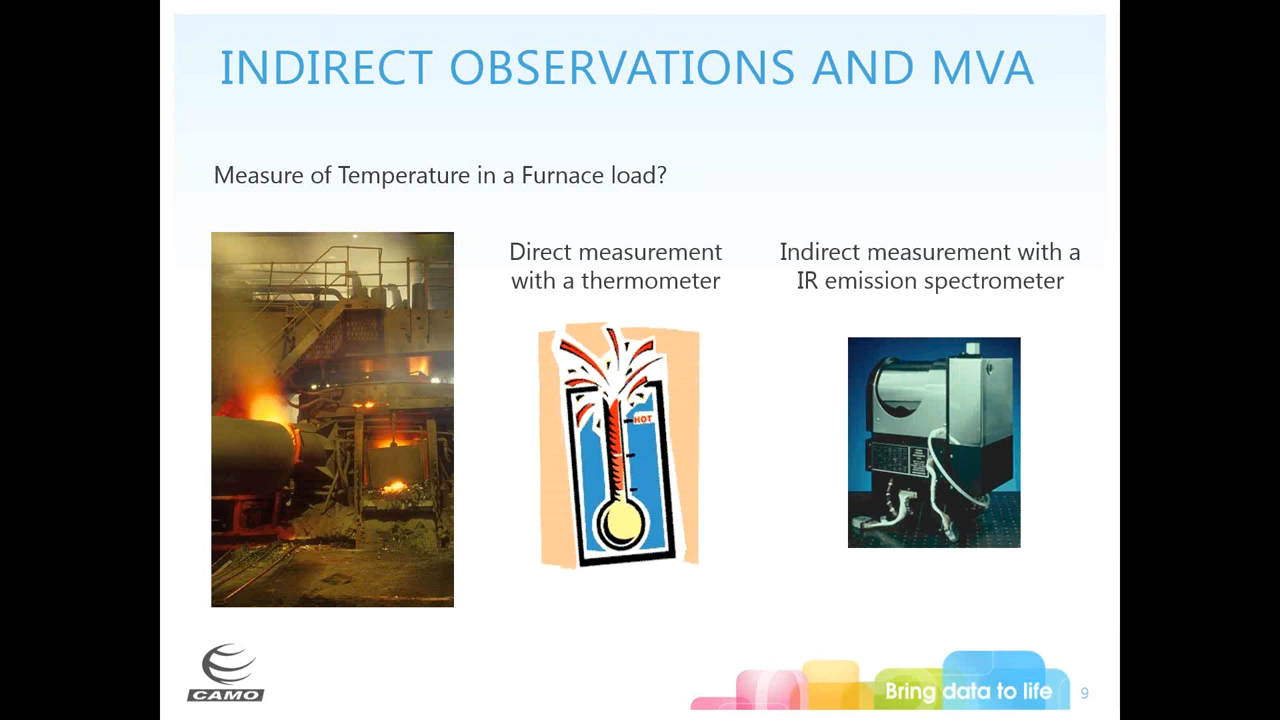 INDIRECT OBSERVATIONS AND MVA
Measure of Temperature in a Furnace load?
Direct measurement
with a thermometer
Indirect measurement with a
IR emission spectrometer
HOT
CAMO
Bring data to life
9